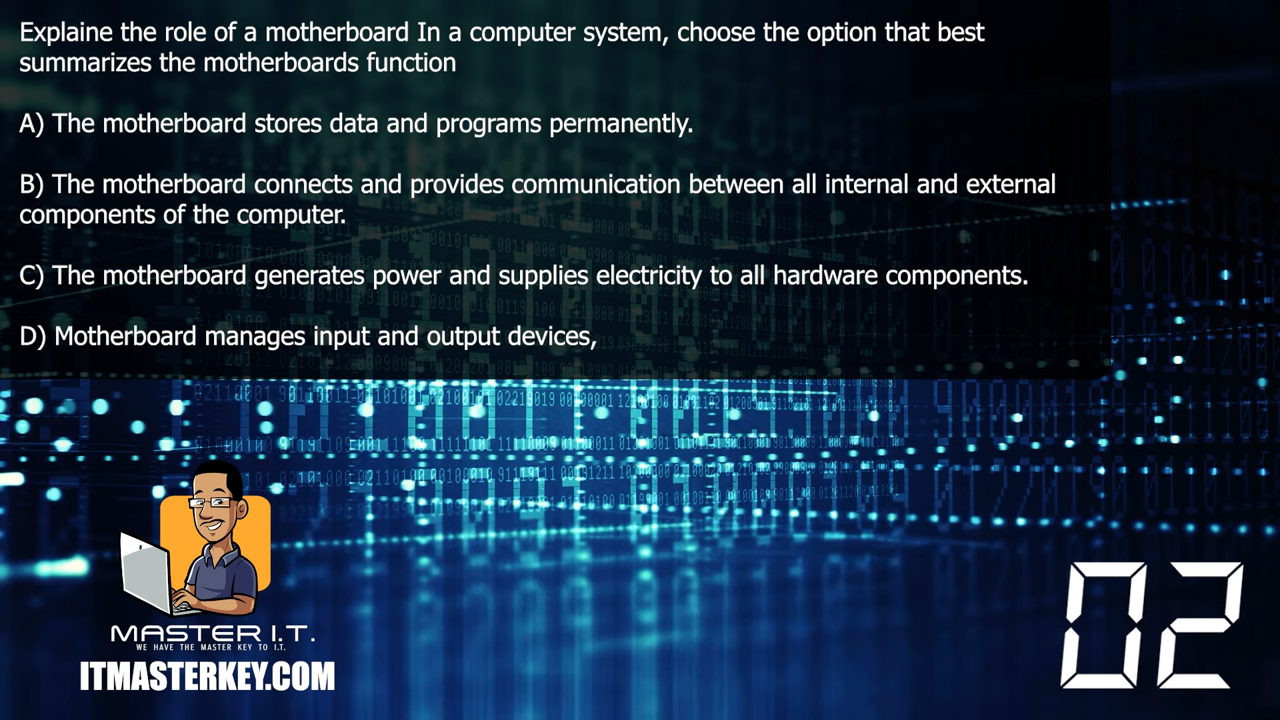 Explaine the role of a motherboard In a computer system, choose the option that best
summarizes the motherboards function
A) The motherboard stores data and programs permanently.
B) The motherboard connects and provides communication between all internal and external
components of the computer.
C) The motherboard generates power and supplies electricity to all hardware components.
D) Motherboard manages input and output devices,
MASTER I.T.
WE HAVE THE MASTER KEY TO I.T.
ITMASTERKEY.COM
02